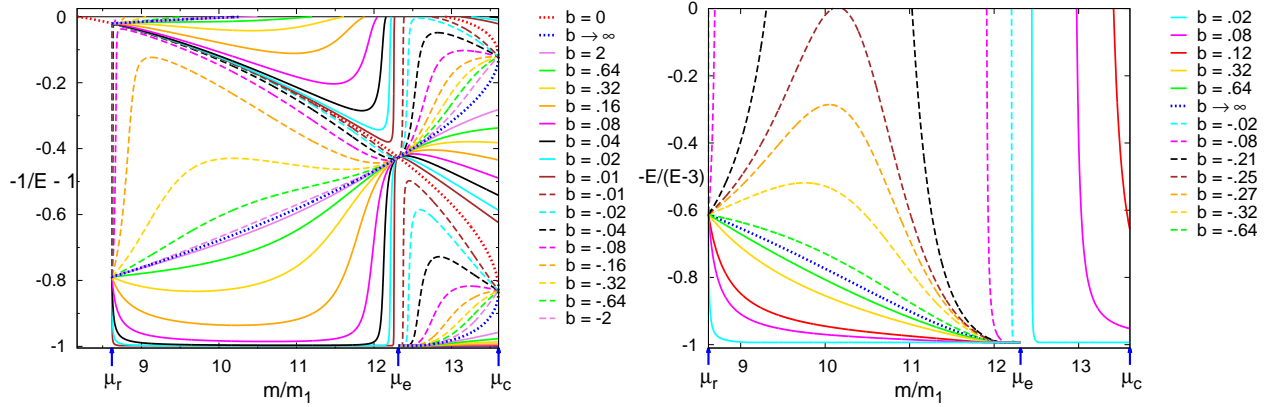 0
-0.2
-0.4
-1/E - 1
-0.6
-0.8
-1
9
10
11
12
13
μr
μe
μc
m/m1
b = 0
b → ∞
b = 2
b = .64
b = .32
b = .16
b = .08
b = .04
b = .02
b = .01
b = -.01
b = -.02
b = -.04
b = -.08
b = -.16
b = -.32
b = -.64
b = -2
0
-0.2
-0.4
-E/(E-3)
-0.6
-0.8
-1
9
10
11
12
13
μr
μe
μc
m/m1
b = .02
b = .08
b = .12
b = .32
b = .64
b → ∞
b = -.02
b = -.08
b = -.21
b = -.25
b = -.27
b = -.32
b = -.64